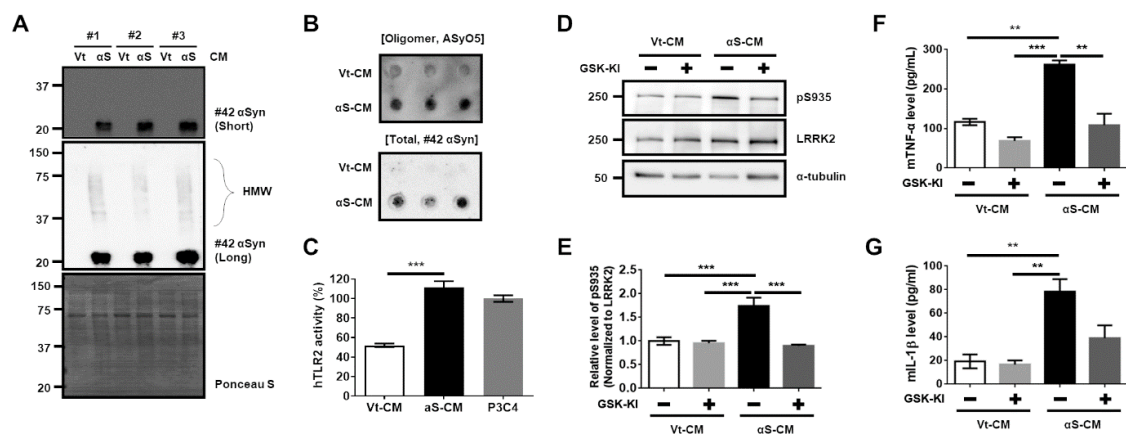 A
#1 #2 #3
Vt αS Vt αS Vt αS CM
37
20
#42 αSyn
(Short)
150
75
37
20
HMW
#42 αSyn
(Long)
150
75
37
20
Ponceau S
B
[Oligomer, ASyO5]
Vt-CM
αS-CM
[Total, #42 αSyn]
Vt-CM
αS-CM
C
hTLR2 activity (%)
120
100
80
60
40
20
0
***
Vt-CM aS-CM P3C4
D
Vt-CM αS-CM
GSK-KI − + − +
250 pS935
250 LRRK2
50 α-tubulin
E
Relative level of pS935
(Normalized to LRRK2)
2.5
2.0
1.5
1.0
0.5
0.0
***
*** ***
GSK-KI − + − +
Vt-CM αS-CM
F
mTNF-α level (pg/mL)
300
200
100
0
**
*** **
GSK-KI − + − +
Vt-CM αS-CM
G
mIL-1β level (pg/ml)
100
80
60
40
20
0
**
**
GSK-KI − + − +
Vt-CM αS-CM